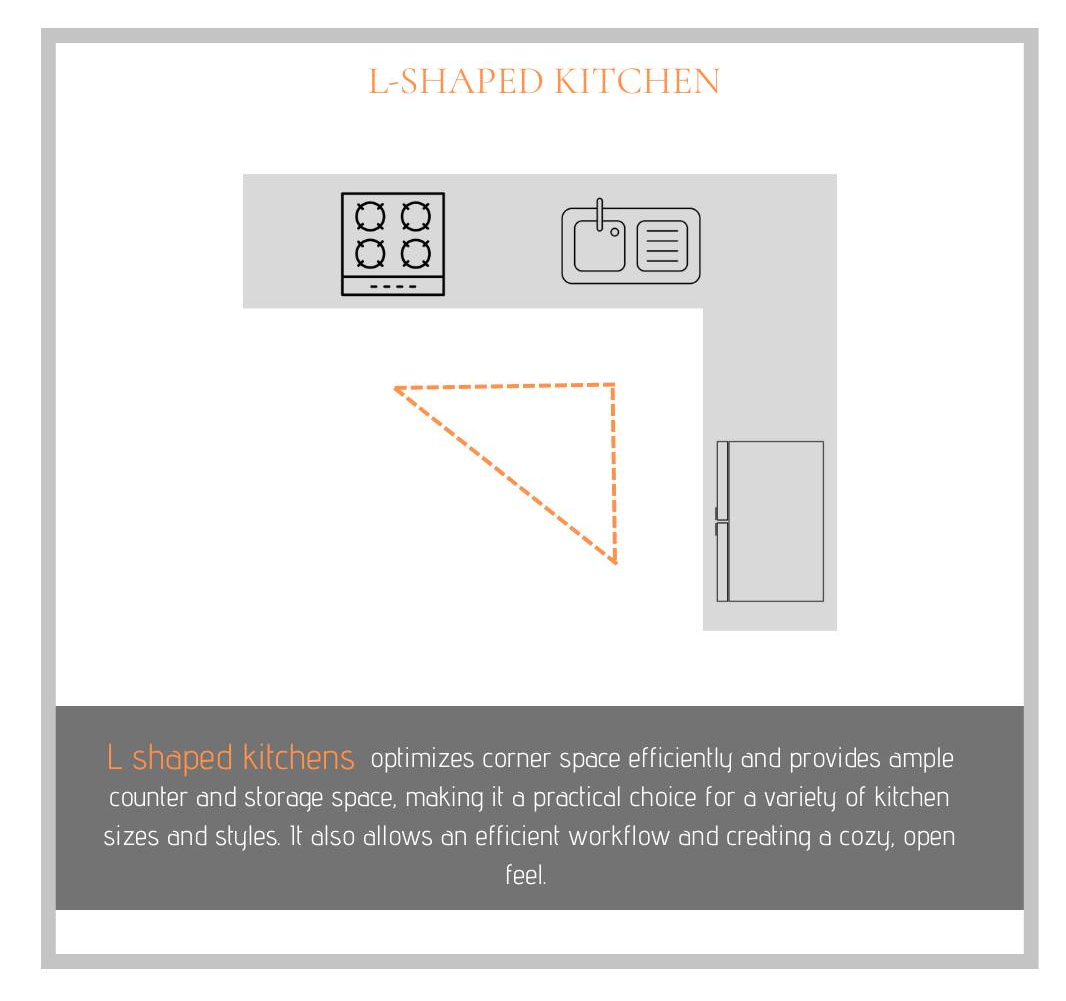 L-SHAPED KITCHEN
L shaped kitchens optimizes corner space efficiently and provides ample
counter and storage space, making it a practical choice for a variety of kitchen
sizes and styles. It also allows an efficient workflow and creating a cozy, open
feel.